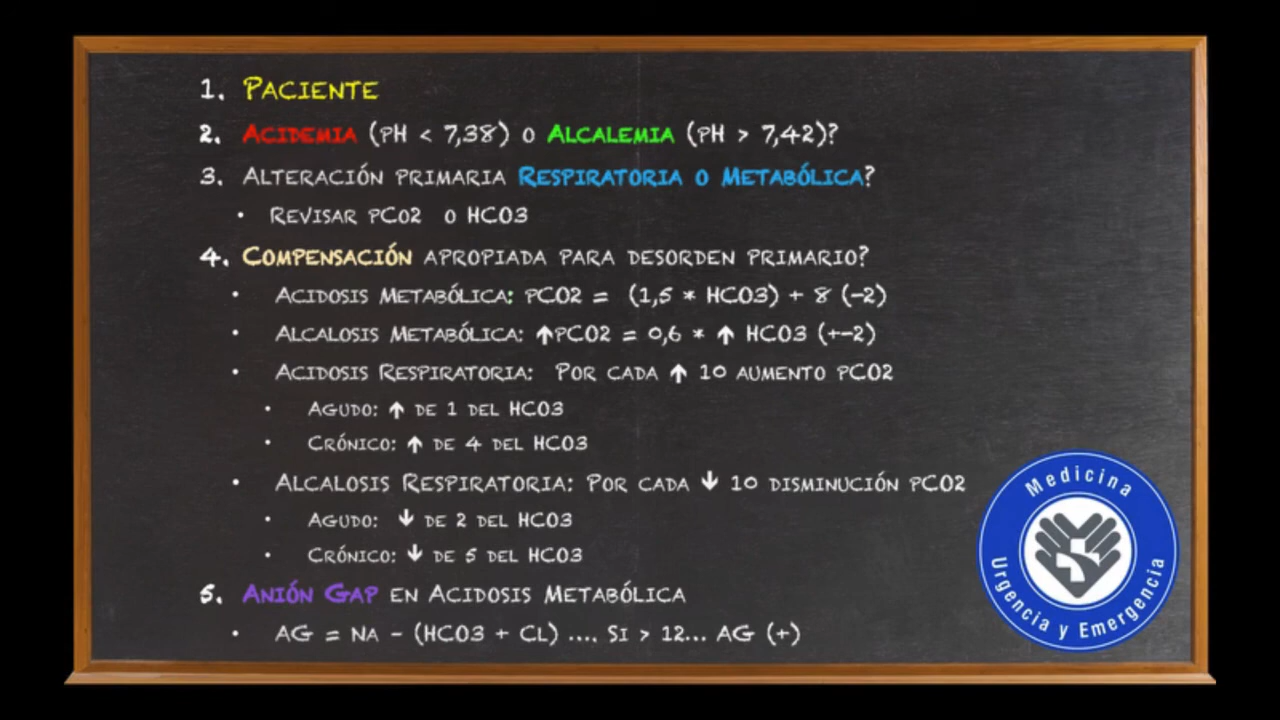 1. Paciente
2. Acidemia (pH < 7,38) o Alcalemia (pH > 7,42)?
3. Alteración primaria Respiratoria o Metabólica?
• Revisar pCO2 o HCO3
4. Compensación apropiada para desorden primario?
• Acidosis Metabólica: pCO2 = (1,5 * HCO3) + 8 (-2)
• Alcalosis Metabólica: ↑pCO2 = 0,6 * ↑ HCO3 (+-2)
• Acidosis Respiratoria: Por cada ↑ 10 aumento pCO2
• Agudo: ↑ de 1 del HCO3
• Crónico: ↑ de 4 del HCO3
• Alcalosis Respiratoria: Por cada ↓ 10 disminución pCO2
• Agudo: ↓ de 2 del HCO3
• Crónico: ↓ de 5 del HCO3
5. Anión Gap en Acidosis Metabólica
• AG = Na - (HCO3 + Cl) .... Si > 12... AG (+)
Medicina
Urgencia y Emergencia